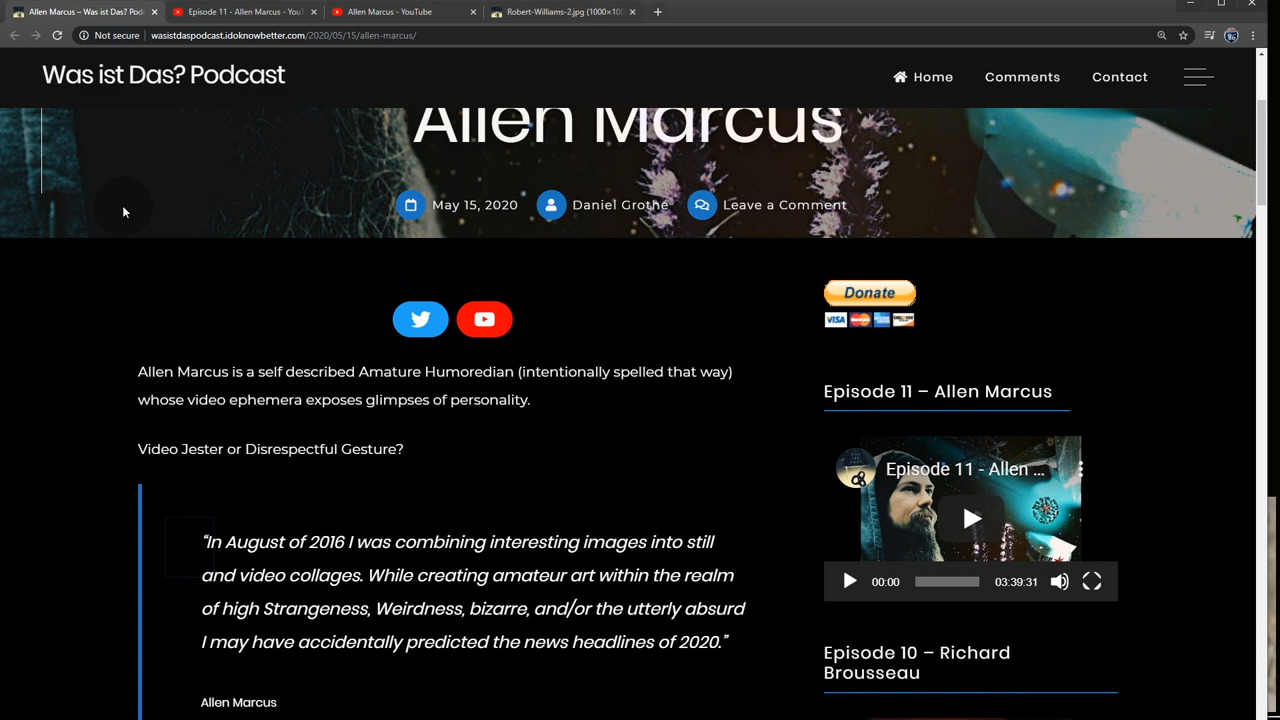 Allen Marcus – Was ist Das? Pod
Episode 11 - Allen Marcus - YouT
Allen Marcus - YouTube
Robert-Williams-2.jpg (1000×100
Not secure
wasistdaspodcast.idoknowbetter.com/2020/05/15/allen-marcus/
Was ist Das? Podcast
Home
Comments
Contact
Allen Marcus
May 15, 2020
Daniel Grothe
Leave a Comment
Allen Marcus is a self described Amature Humoredian (intentionally spelled that way)
whose video ephemera exposes glimpses of personality.
Video Jester or Disrespectful Gesture?
“In August of 2016 I was combining interesting images into still
and video collages. While creating amateur art within the realm
of high Strangeness, Weirdness, bizarre, and/or the utterly absurd
I may have accidentally predicted the news headlines of 2020.”
Allen Marcus
Donate
VISA
Episode 11 – Allen Marcus
Episode 11 - Allen ...
00:00
03:39:31
Episode 10 – Richard
Brousseau